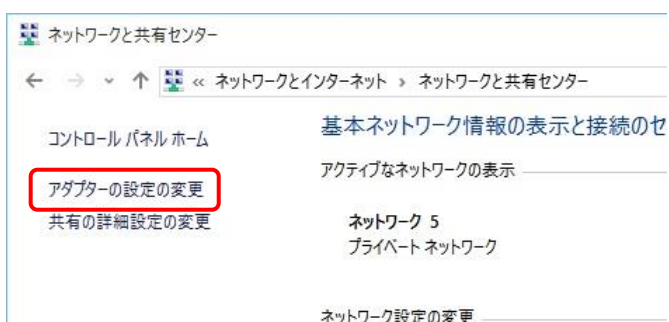 ネットワークと共有センター
← → ↑ « ネットワークとインターネット › ネットワークと共有センター
コントロール パネル ホーム
アダプターの設定の変更
共有の詳細設定の変更
基本ネットワーク情報の表示と接続のセ
アクティブなネットワークの表示
ネットワーク 5
プライベート ネットワーク
ネットワーク設定の変更